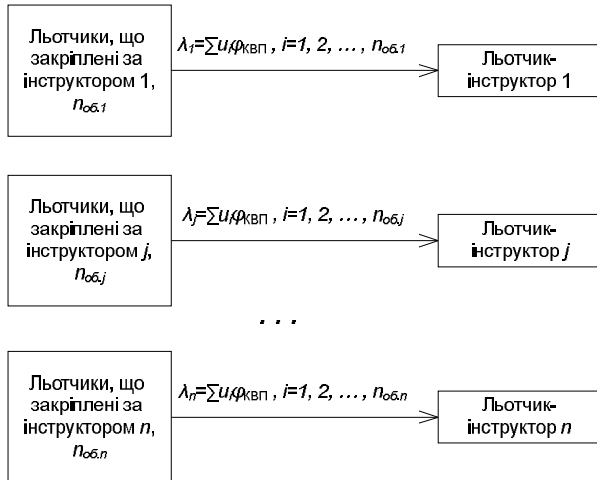 Льотчики, що
закріплені за
інструктором 1,
nоб.1
λ1=∑uiφКВП , i=1, 2, …, nоб.1
Льотчик-
інструктор 1
Льотчики, що
закріплені за
інструктором j,
nоб.j
λj=∑uiφКВП , i=1, 2, …, nоб.j
Льотчик-
інструктор j
. . .
Льотчики, що
закріплені за
інструктором n,
nоб.n
λn=∑uiφКВП , i=1, 2, …, nоб.n
Льотчик-
інструктор n